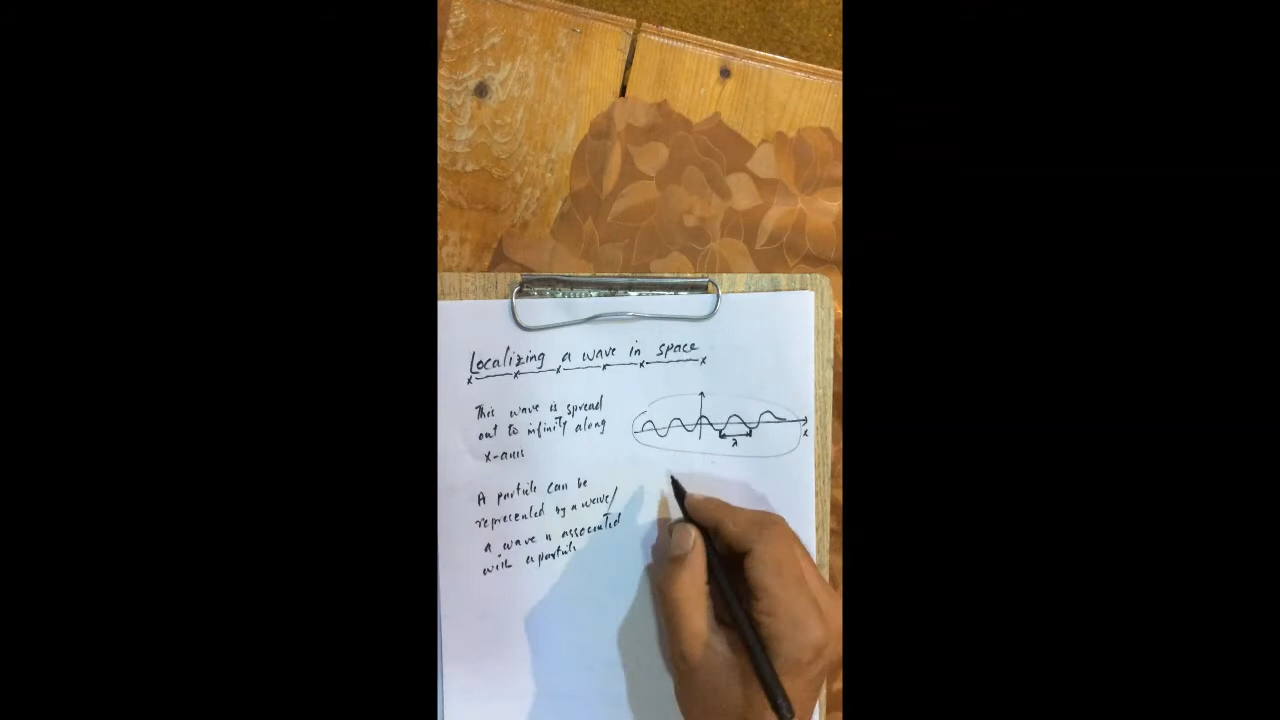 Localizing a wave in space
This wave is spread
out to infinity along
x-axis
x
λ
A particle can be
represented by a wave/
a wave is associated
with a particle